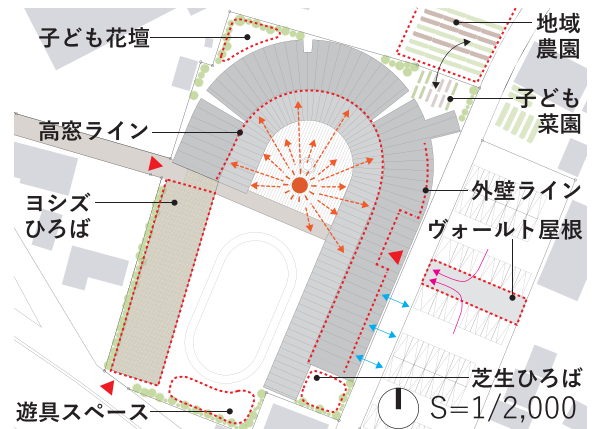 子ども花壇
地域
農園
子ども
菜園
高窓ライン
外壁ライン
ヨシズ
ひろば
ヴォールト屋根
芝生ひろば
遊具スペース
S=1/2,000